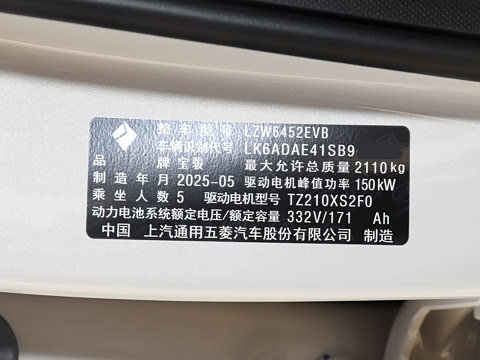 整车型号 LZW6452EVB
车辆识别代号 LK6ADAE41SB9
品牌 宝骏 最大允许总质量 2110kg
制造年月 2025-05 驱动电机峰值功率 150kW
乘坐人数 5 驱动电机型号 TZ210XS2F0
动力电池系统额定电压/额定容量 332V/171 Ah
中国 上汽通用五菱汽车股份有限公司 制造